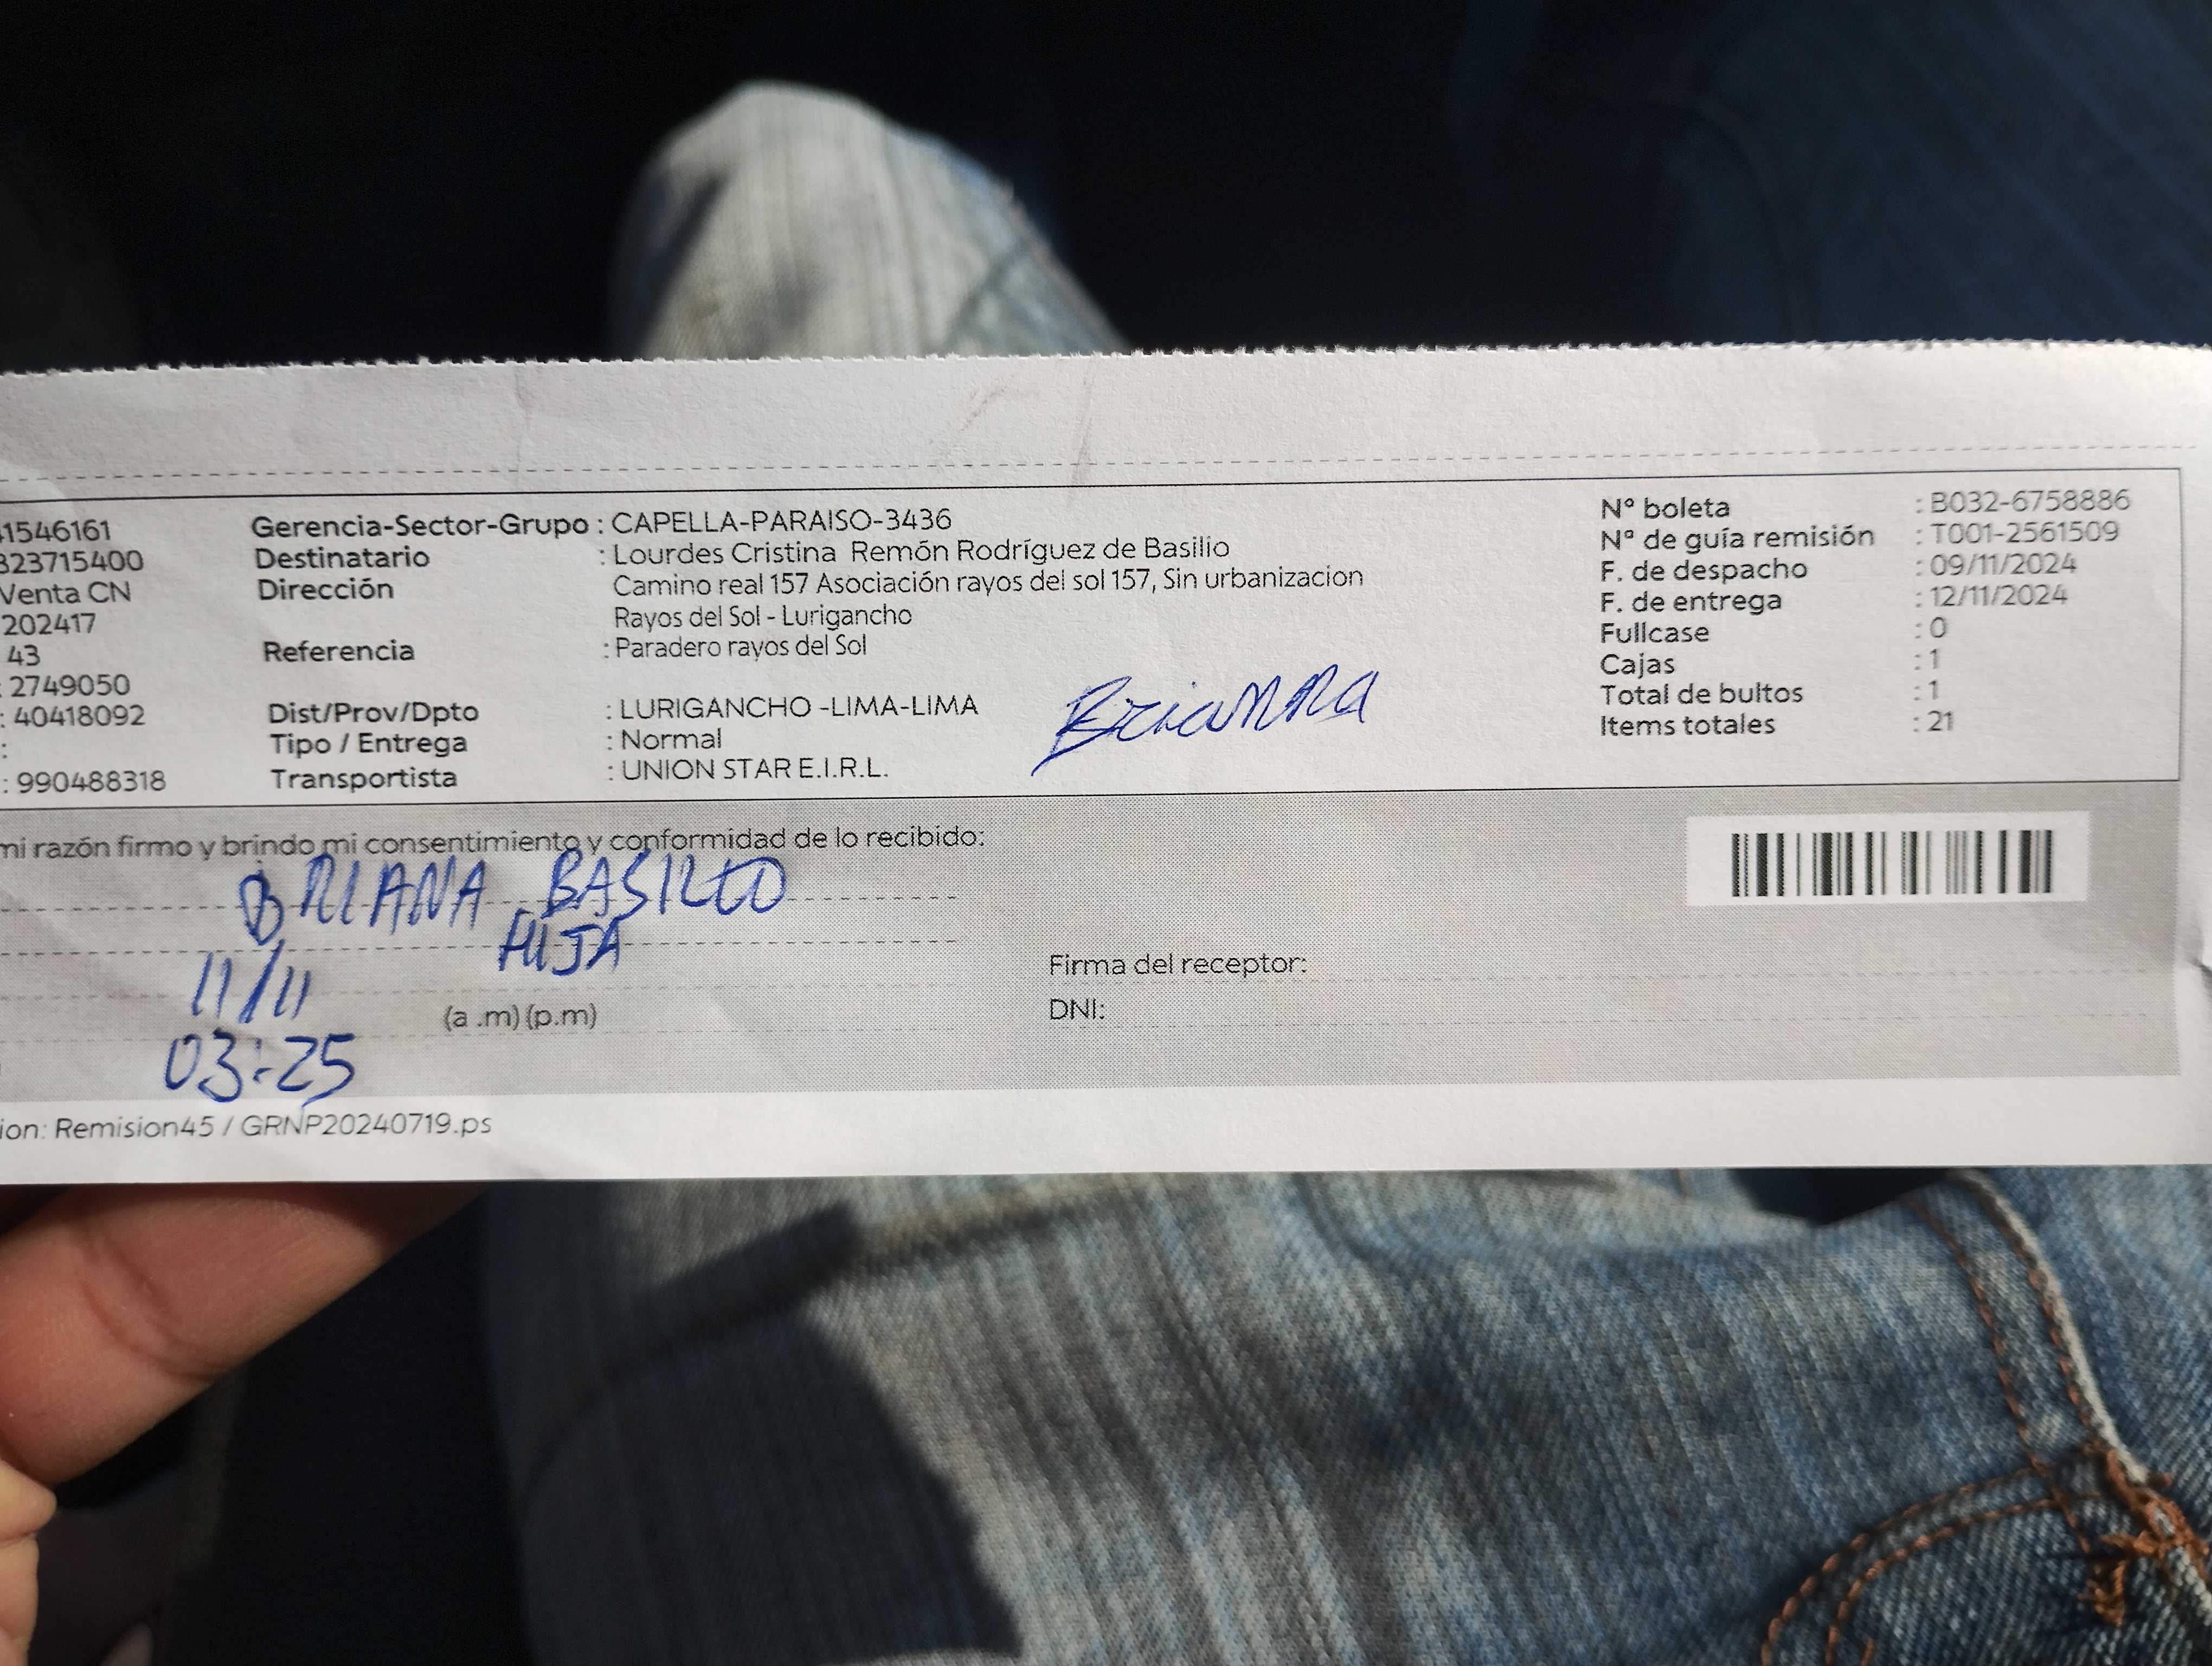 41546161
323715400
Venta CN
202417
43
: 2749050
: 40418092
:
: 990488318
Gerencia-Sector-Grupo : CAPELLA-PARAISO-3436
Destinatario : Lourdes Cristina Remón Rodríguez de Basilio
Dirección Camino real 157 Asociación rayos del sol 157, Sin urbanizacion
Rayos del Sol - Lurigancho
Referencia : Paradero rayos del Sol
Dist/Prov/Dpto : LURIGANCHO -LIMA-LIMA
Tipo / Entrega : Normal
Transportista : UNION STAR E.I.R.L.
Brianna
Nº boleta : B032-6758886
Nº de guía remisión : T001-2561509
F. de despacho : 09/11/2024
F. de entrega : 12/11/2024
Fullcase : 0
Cajas : 1
Total de bultos : 1
Items totales : 21
mi razón firmo y brindo mi consentimiento y conformidad de lo recibido:
BRIANA BASILIO
HIJA
11/11
(a .m) (p.m)
03:25
Firma del receptor:
DNI:
ion: Remision45 / GRNP20240719.ps